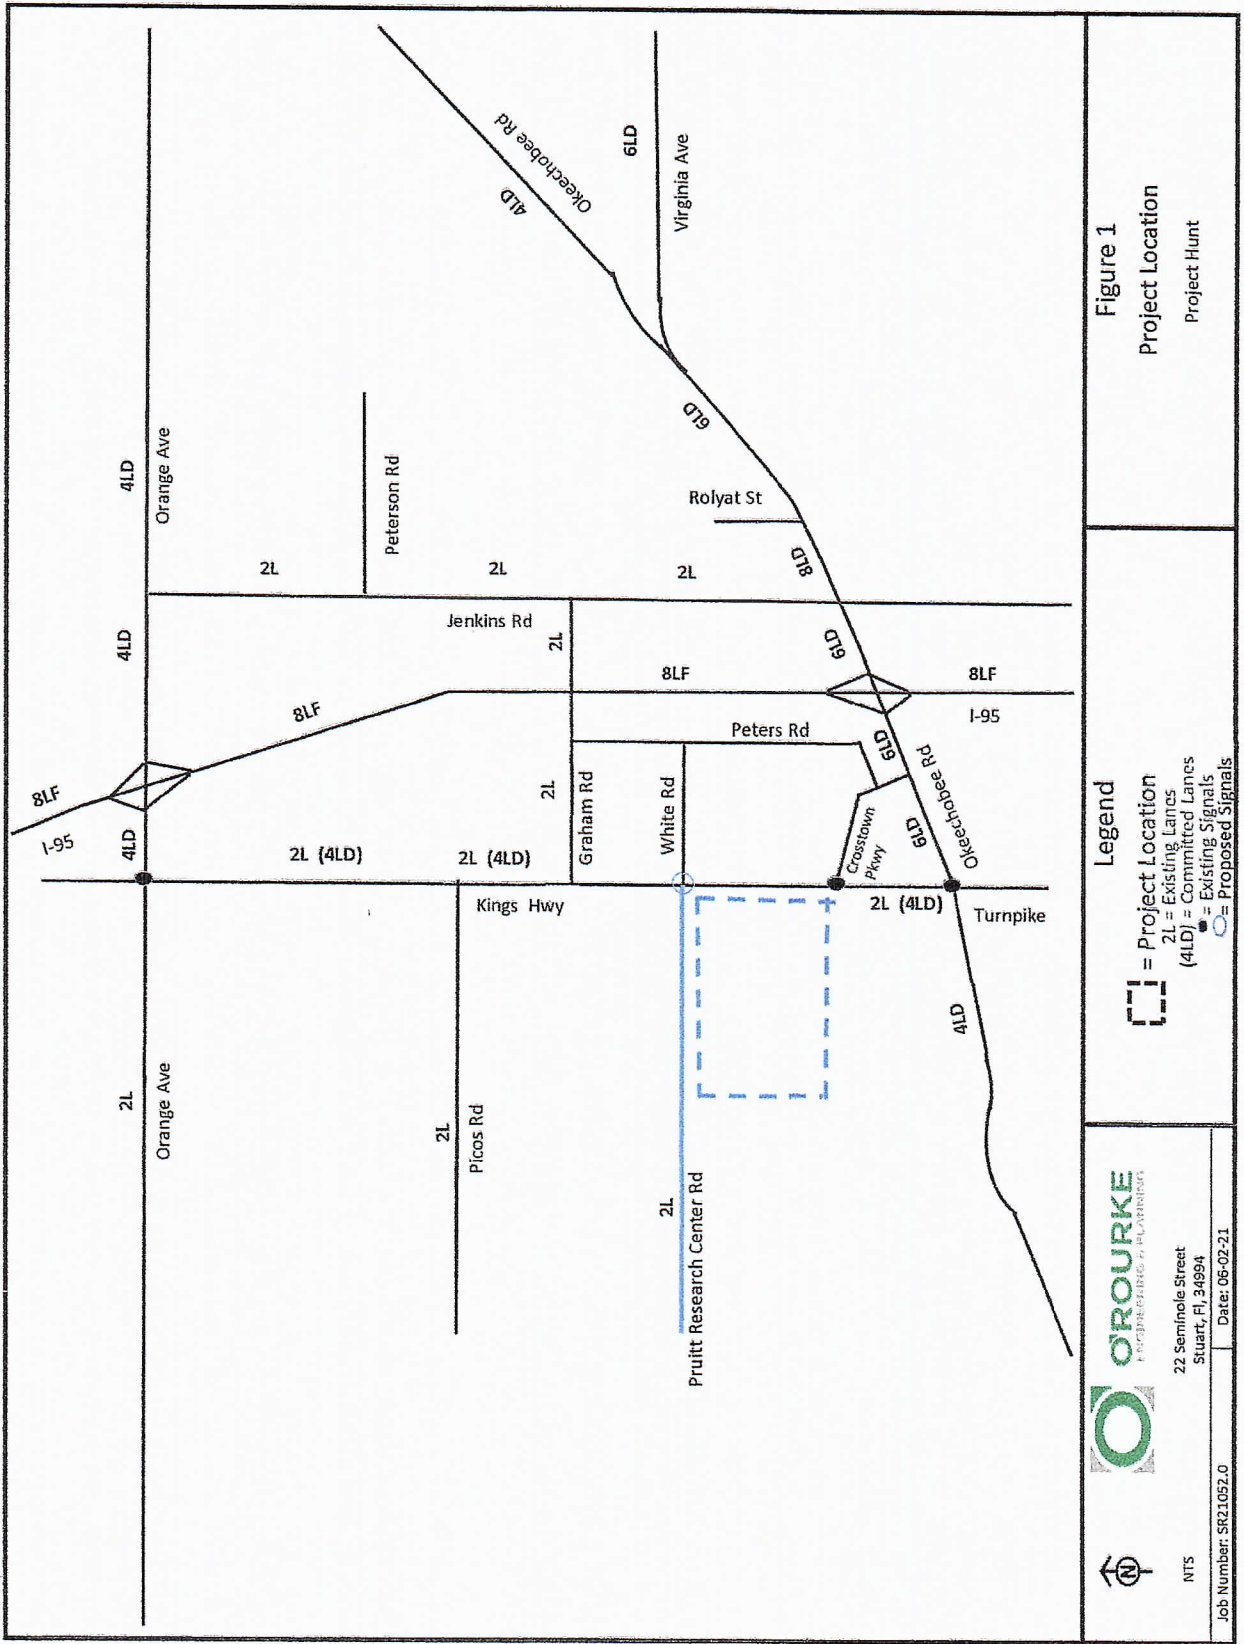 4LD
4LD
4LD
2L
Orange Ave
Orange Ave
8LF
I-95
8LF
2L
Peterson Rd
2L (4LD)
2L (4LD)
2L
Jenkins Rd
2L
Picos Rd
2L
Kings Hwy
2L
2L
Graham Rd
8LF
4LD
Okeechobee Rd
6LD
Virginia Ave
6LD
Rolyat St
8LD
6LD
8LF
I-95
Peters Rd
White Rd
6LD
Okeechobee Rd
6LD
Crosstown
Pkwy
2L
Pruitt Research Center Rd
2L (4LD)
Turnpike
4LD
N
NTS
O'ROURKE
ENGINEERING & PLANNING
22 Seminole Street
Stuart, Fl, 34994
Job Number: SR21052.0
Date: 06-02-21
Legend
= Project Location
2L = Existing Lanes
(4LD) = Committed Lanes
= Existing Signals
= Proposed Signals
Figure 1
Project Location
Project Hunt